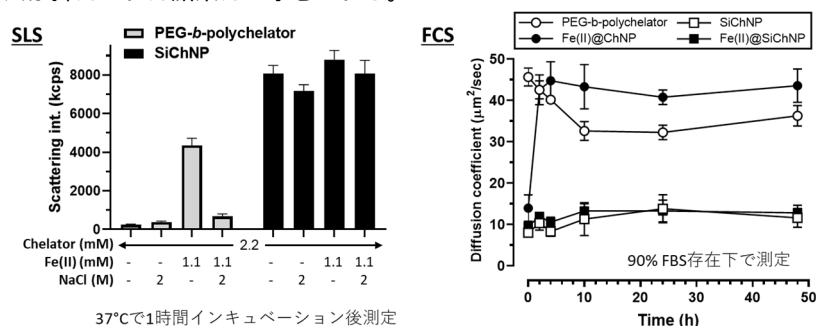 SLS
PEG-b-polychelator
SiChNP
Scattering int. (kcps)
8000
6000
4000
2000
0
Chelator (mM) 2.2
Fe(II) (mM) - - 1.1 1.1 - - 1.1 1.1
NaCl (M) - 2 - 2 - 2 - 2
37°Cで1時間インキュベーション後測定
FCS
PEG-b-polychelator SiChNP
Fe(II)@ChNP Fe(II)@SiChNP
Diffusion coefficient (μm²/sec)
50
40
30
20
10
0
90% FBS存在下で測定
0 10 20 30 40 50
Time (h)